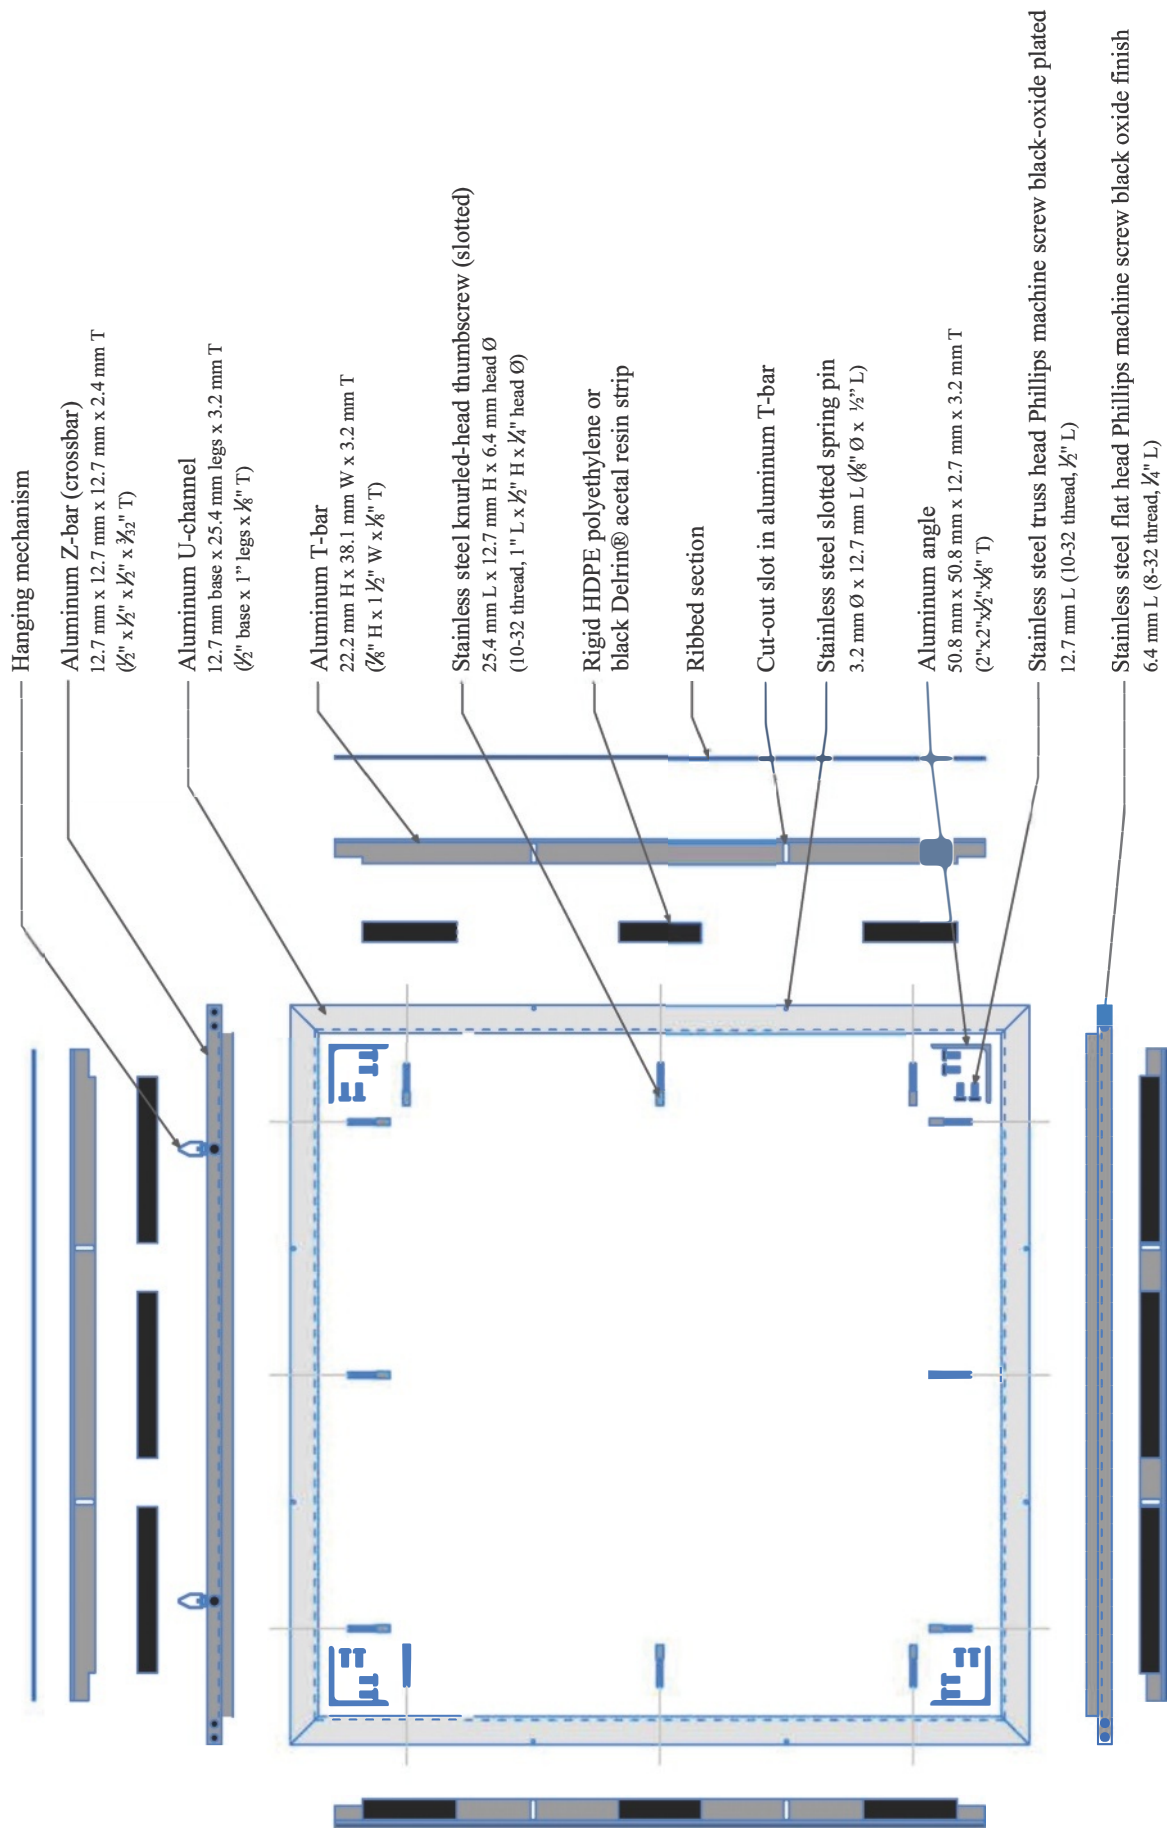 Hanging mechanism
Aluminum Z-bar (crossbar)
12.7 mm x 12.7 mm x 12.7 mm x 2.4 mm T
(½" x ½" x ½" x 3⁄32" T)
Aluminum U-channel
12.7 mm base x 25.4 mm legs x 3.2 mm T
(½" base x 1” legs x ⅛" T)
Aluminum T-bar
22.2 mm H x 38.1 mm W x 3.2 mm T
(⅞" H x 1 ½" W x ⅛" T)
Stainless steel knurled-head thumbscrew (slotted)
25.4 mm L x 12.7 mm H x 6.4 mm head Ø
(10-32 thread, 1" L x ½" H x ¼" head Ø)
Rigid HDPE polyethylene or
black Delrin® acetal resin strip
Ribbed section
Cut-out slot in aluminum T-bar
Stainless steel slotted spring pin
3.2 mm Ø x 12.7 mm L (⅛" Ø x ½” L)
Aluminum angle
50.8 mm x 50.8 mm x 12.7 mm x 3.2 mm T
(2"x2"x½"x⅛" T)
Stainless steel truss head Phillips machine screw black-oxide plated
12.7 mm L (10-32 thread, ½" L)
Stainless steel flat head Phillips machine screw black oxide finish
6.4 mm L (8-32 thread, ¼" L)